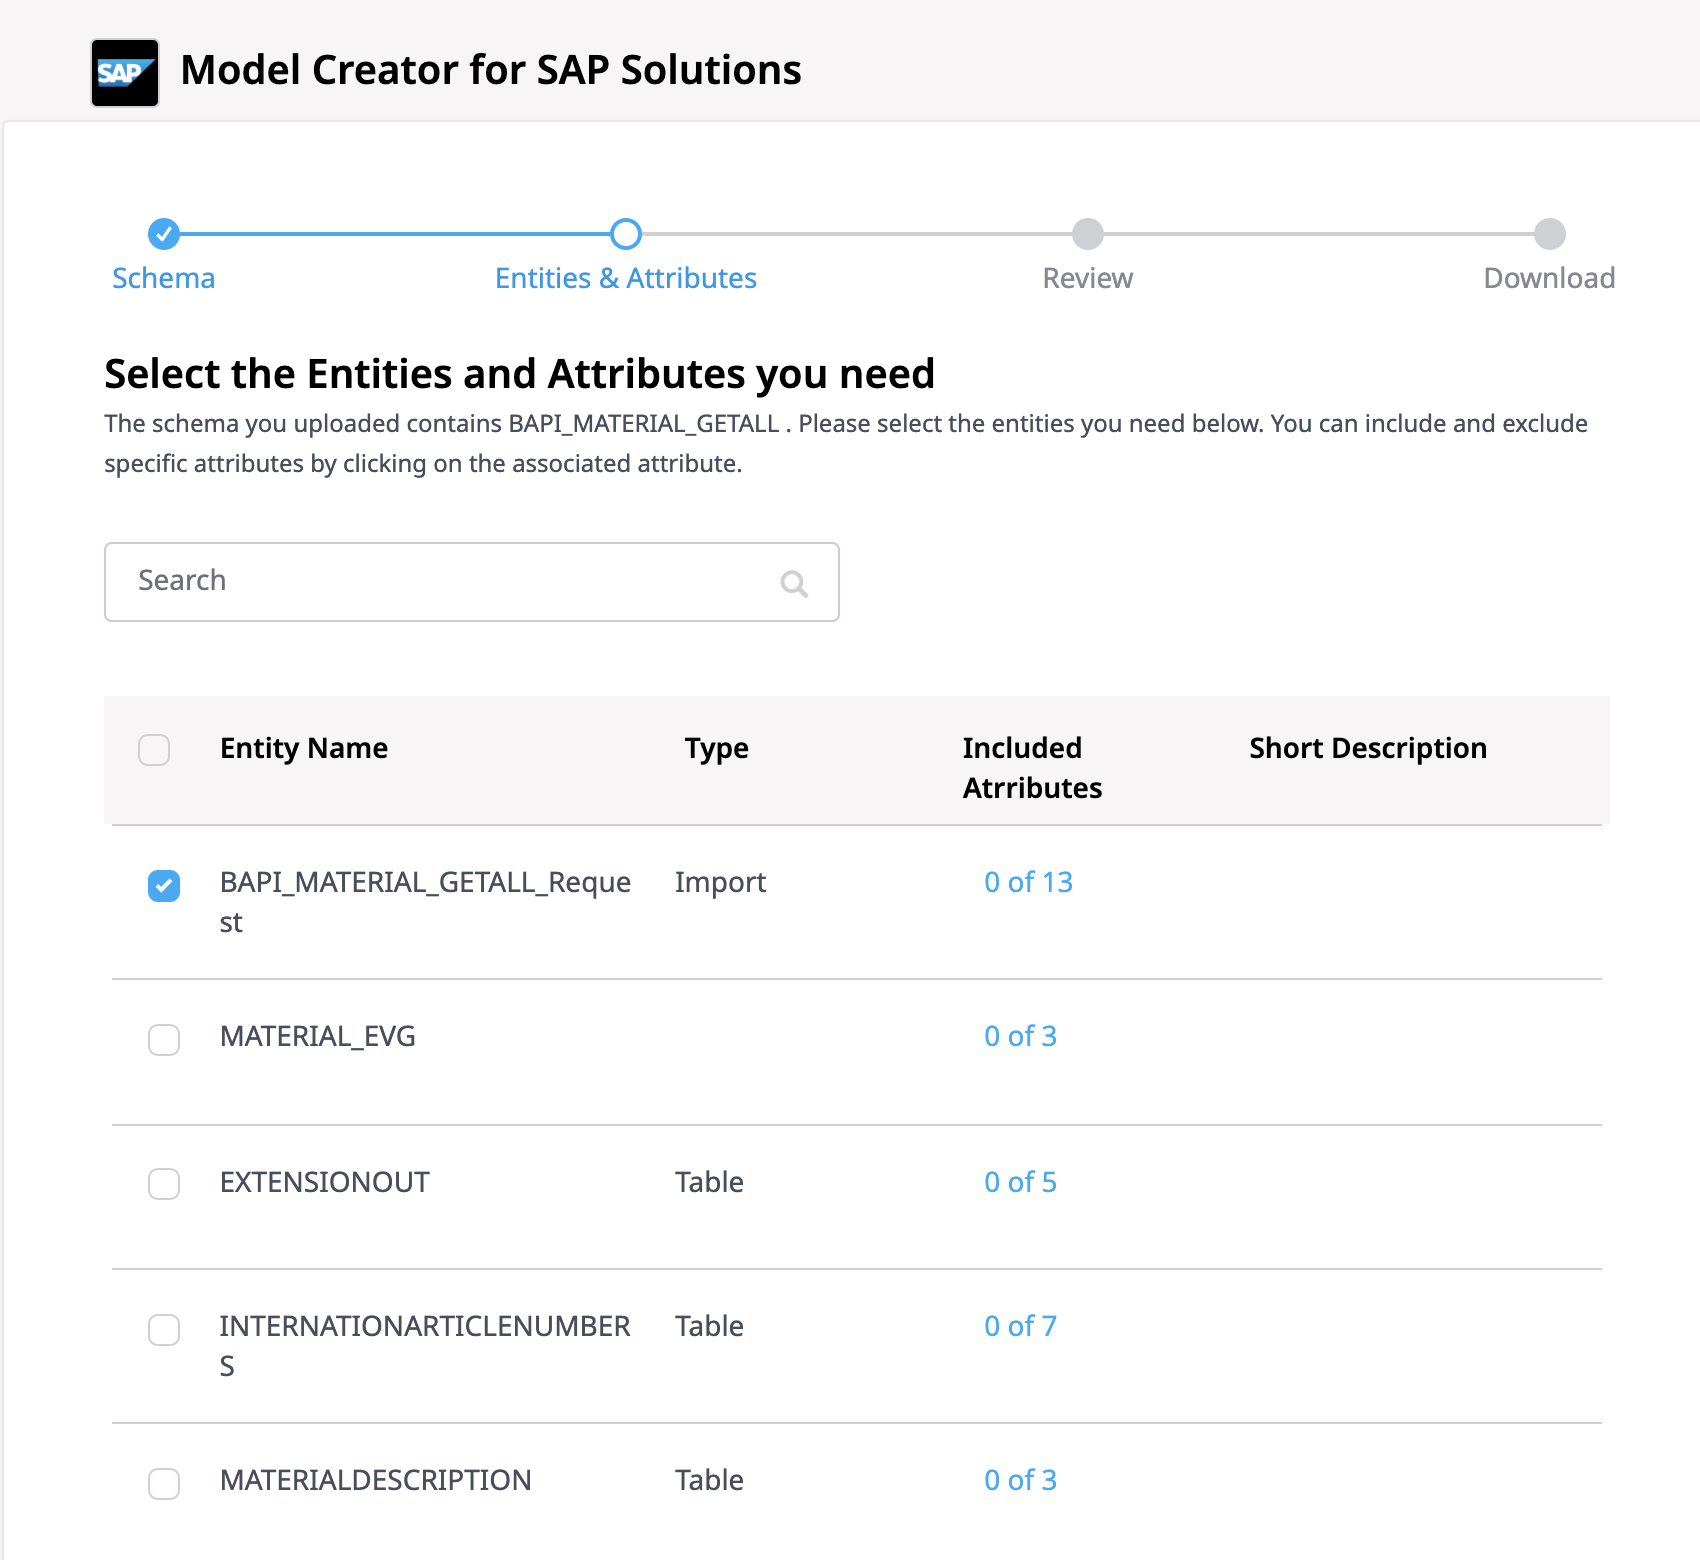 SAP Model Creator for SAP Solutions
Schema Entities & Attributes Review Download
Select the Entities and Attributes you need
The schema you uploaded contains BAPI_MATERIAL_GETALL . Please select the entities you need below. You can include and exclude
specific attributes by clicking on the associated attribute.
Search
Entity Name Type Included Short Description
Atrributes
BAPI_MATERIAL_GETALL_Reque Import 0 of 13
st
MATERIAL_EVG 0 of 3
EXTENSIONOUT Table 0 of 5
INTERNATIONARTICLENUMBER Table 0 of 7
S
MATERIALDESCRIPTION Table 0 of 3